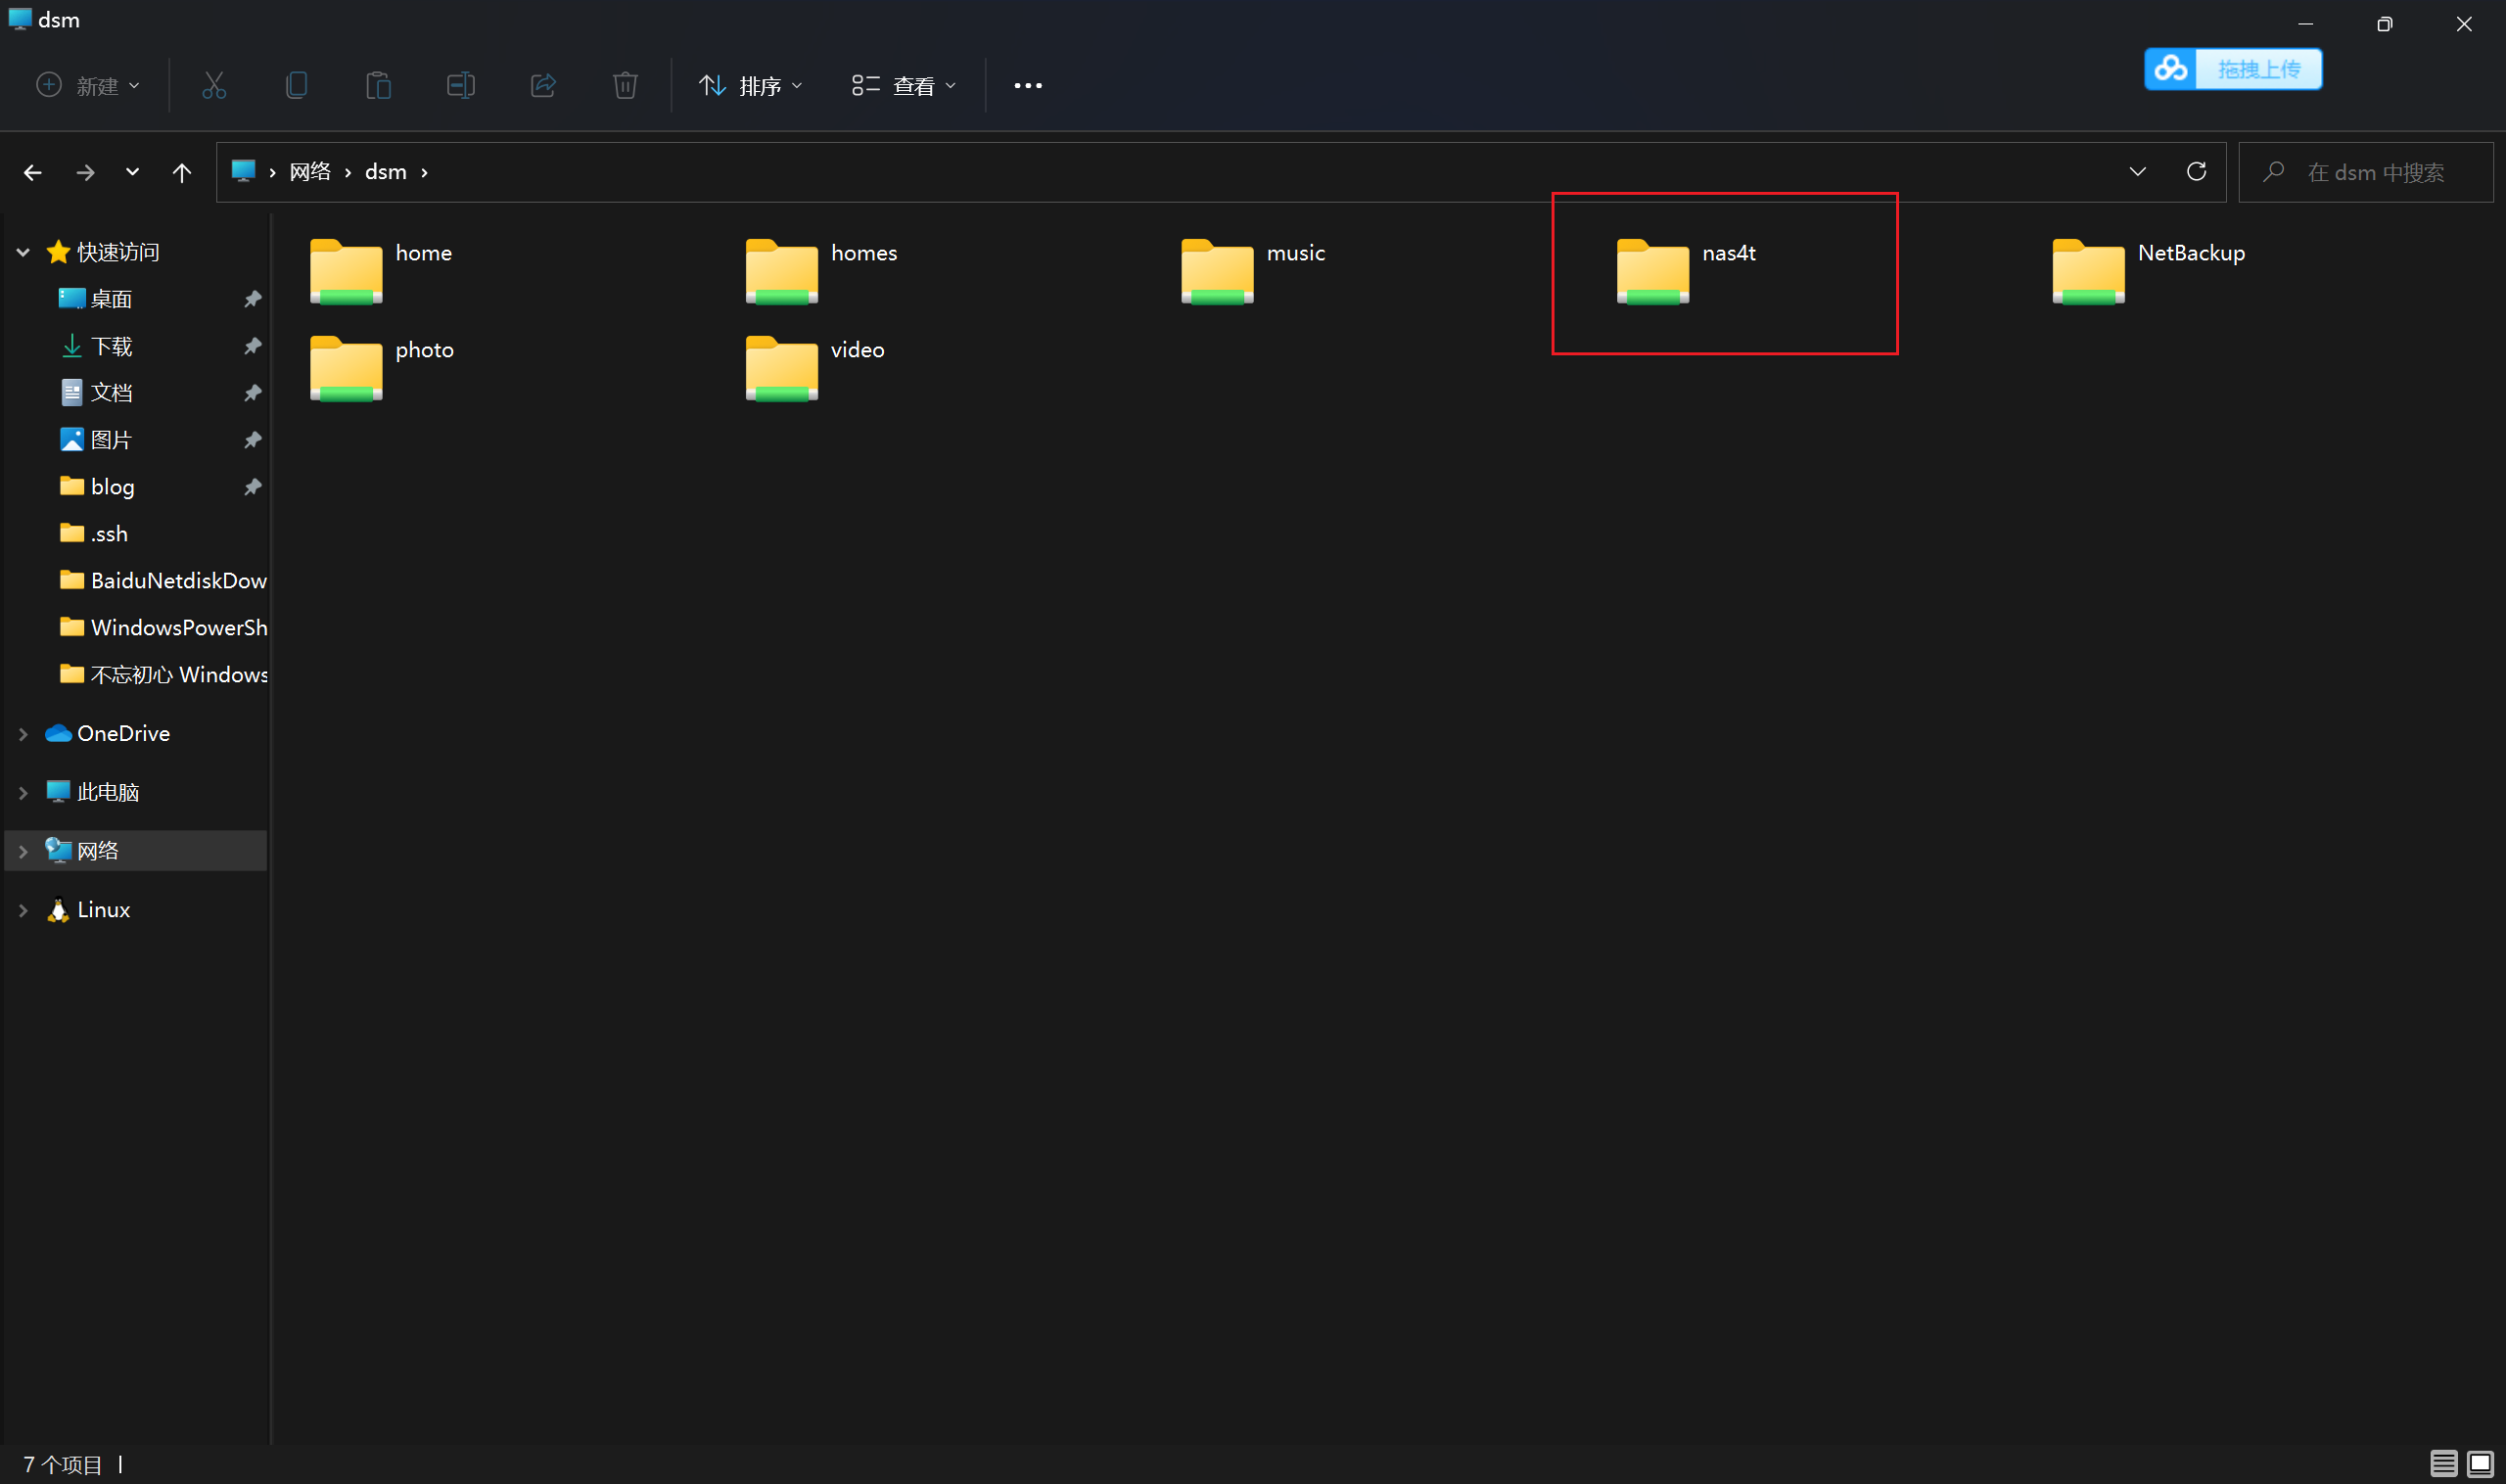 dsm
新建
排序
查看
拖拽上传
网络 dsm
在 dsm 中搜索
快速访问
桌面
下载
文档
图片
blog
.ssh
BaiduNetdiskDow
WindowsPowerSh
不忘初心 Windows
OneDrive
此电脑
网络
Linux
home
homes
music
nas4t
NetBackup
photo
video
7 个项目